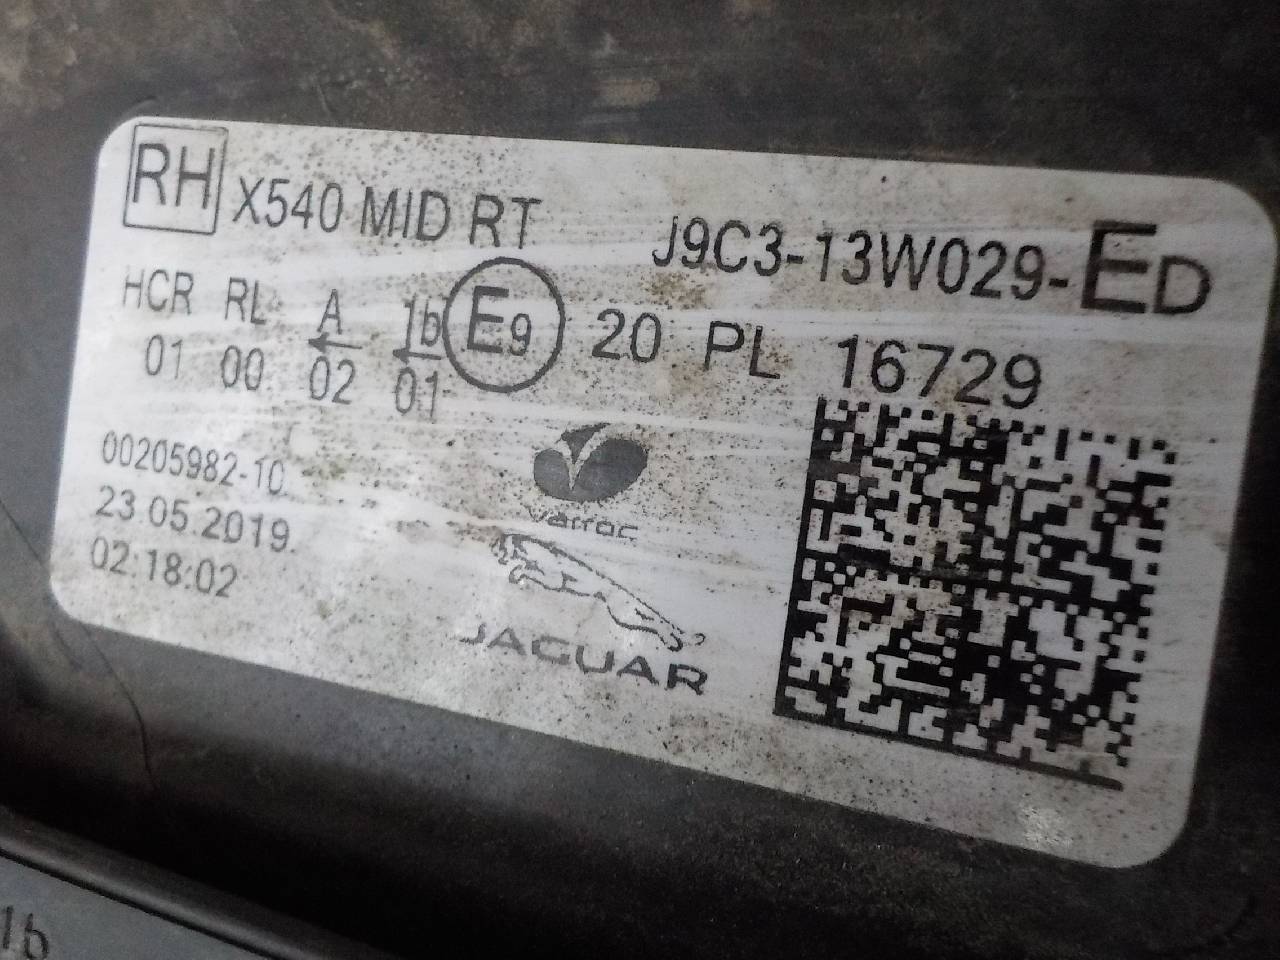 RH X540 MID RT J9C3-13W029-ED
HCR RL A 1b E9 20 PL 16729
01 00 02 01
00205982-10
23.05.2019
02:18:02
varroc
JAGUAR
1b